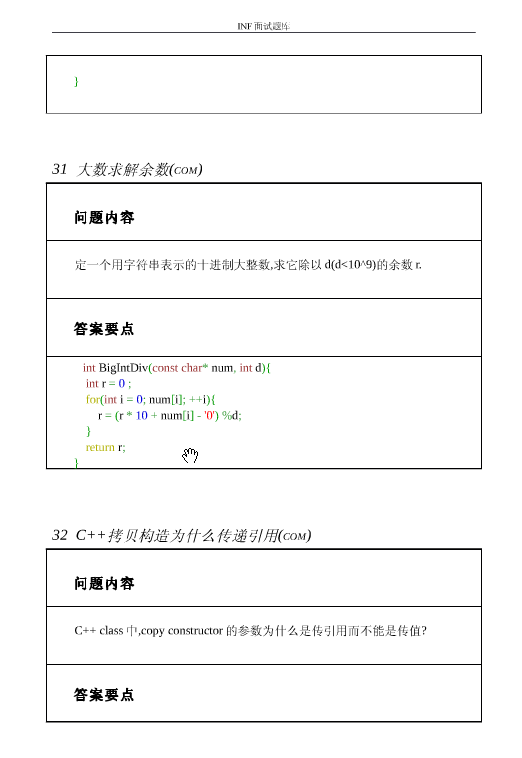 INF 面试题库
}
31 大数求解余数(COM)
问题内容
定一个用字符串表示的十进制大整数,求它除以 d(d<10^9)的余数 r.
答案要点
int BigIntDiv(const char* num, int d){
int r = 0 ;
for(int i = 0; num[i]; ++i){
r = (r * 10 + num[i] - '0') %d;
}
return r;
}
32 C++拷贝构造为什么传递引用(COM)
问题内容
C++ class 中,copy constructor 的参数为什么是传引用而不能是传值?
答案要点